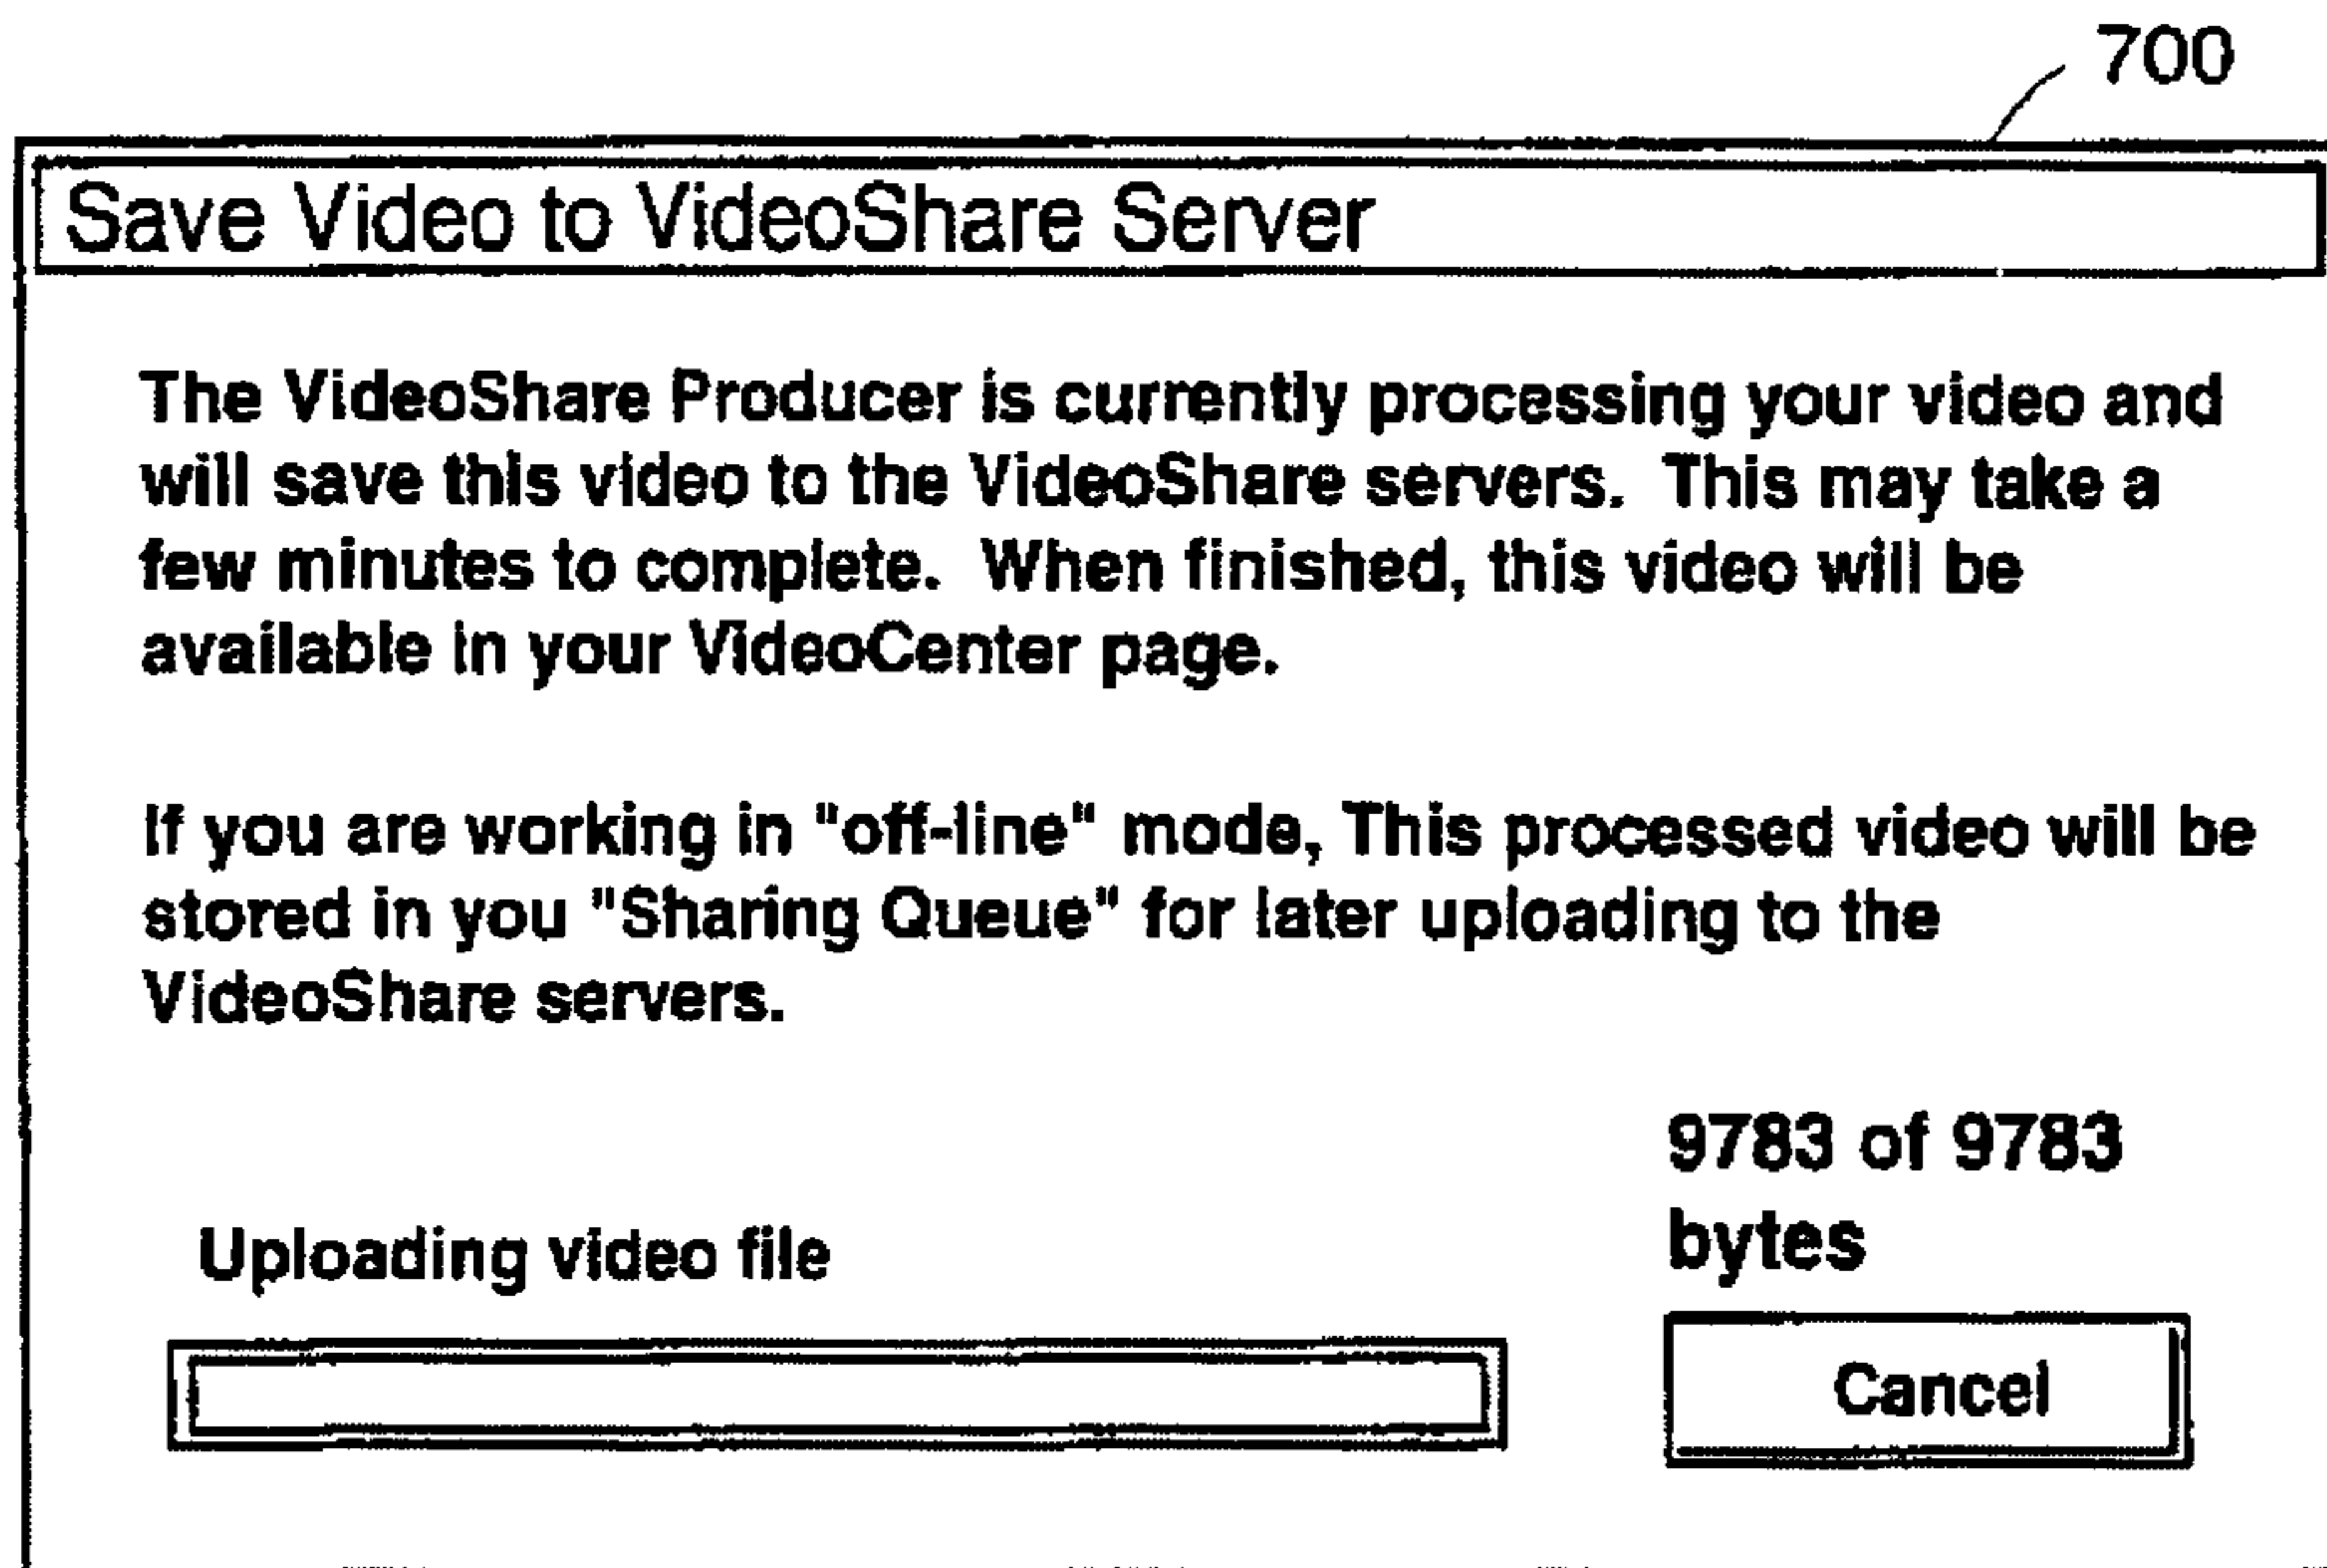 700
Save Video to VideoShare Server
The VideoShare Producer is currently processing your video and
will save this video to the VideoShare servers.  This may take a
few minutes to complete.  When finished, this video will be
available in your VideoCenter page.
If you are working in "off-line" mode, This processed video will be
stored in you "Sharing Queue" for later uploading to the
VideoShare servers.
9783 of 9783
bytes
Uploading video file
Cancel